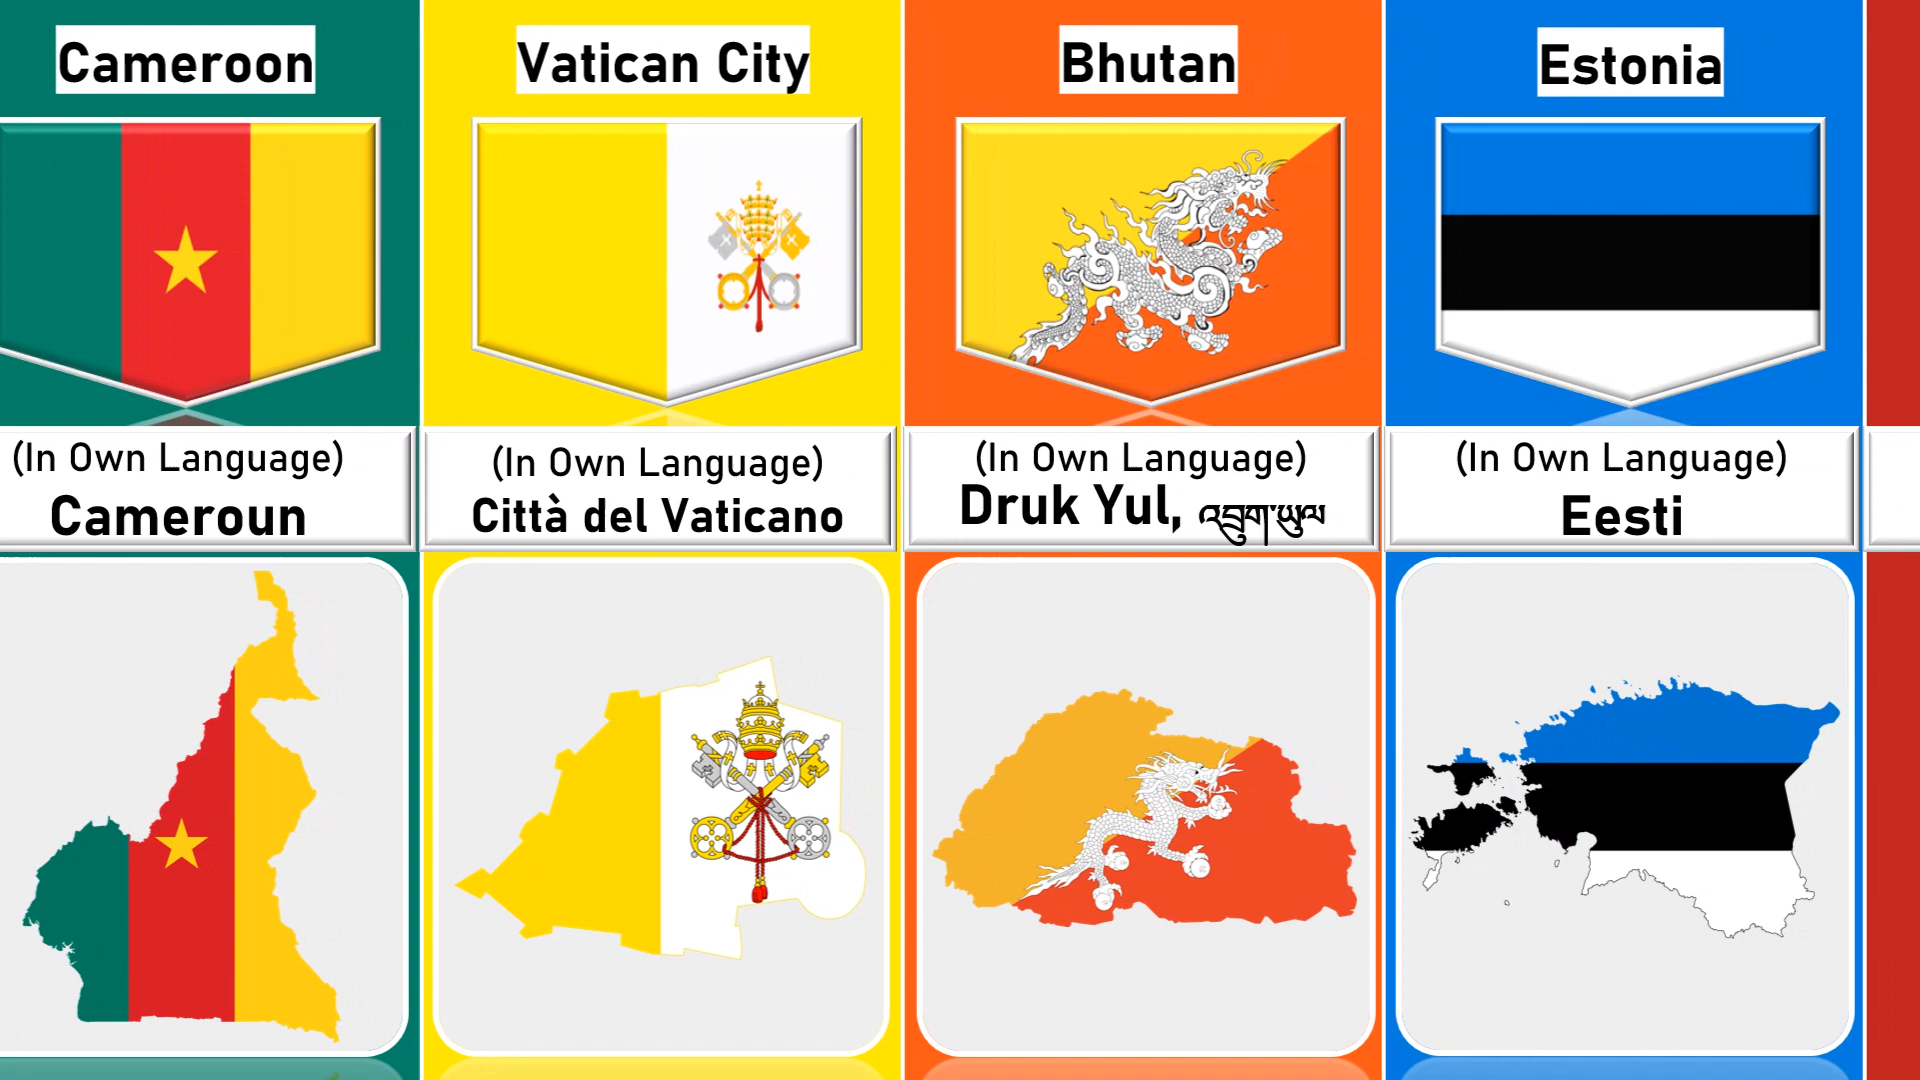 Cameroon
(In Own Language)
Cameroun
Vatican City
(In Own Language)
Città del Vaticano
Bhutan
(In Own Language)
Druk Yul, འབྲུག་ཡུལ
Estonia
(In Own Language)
Eesti